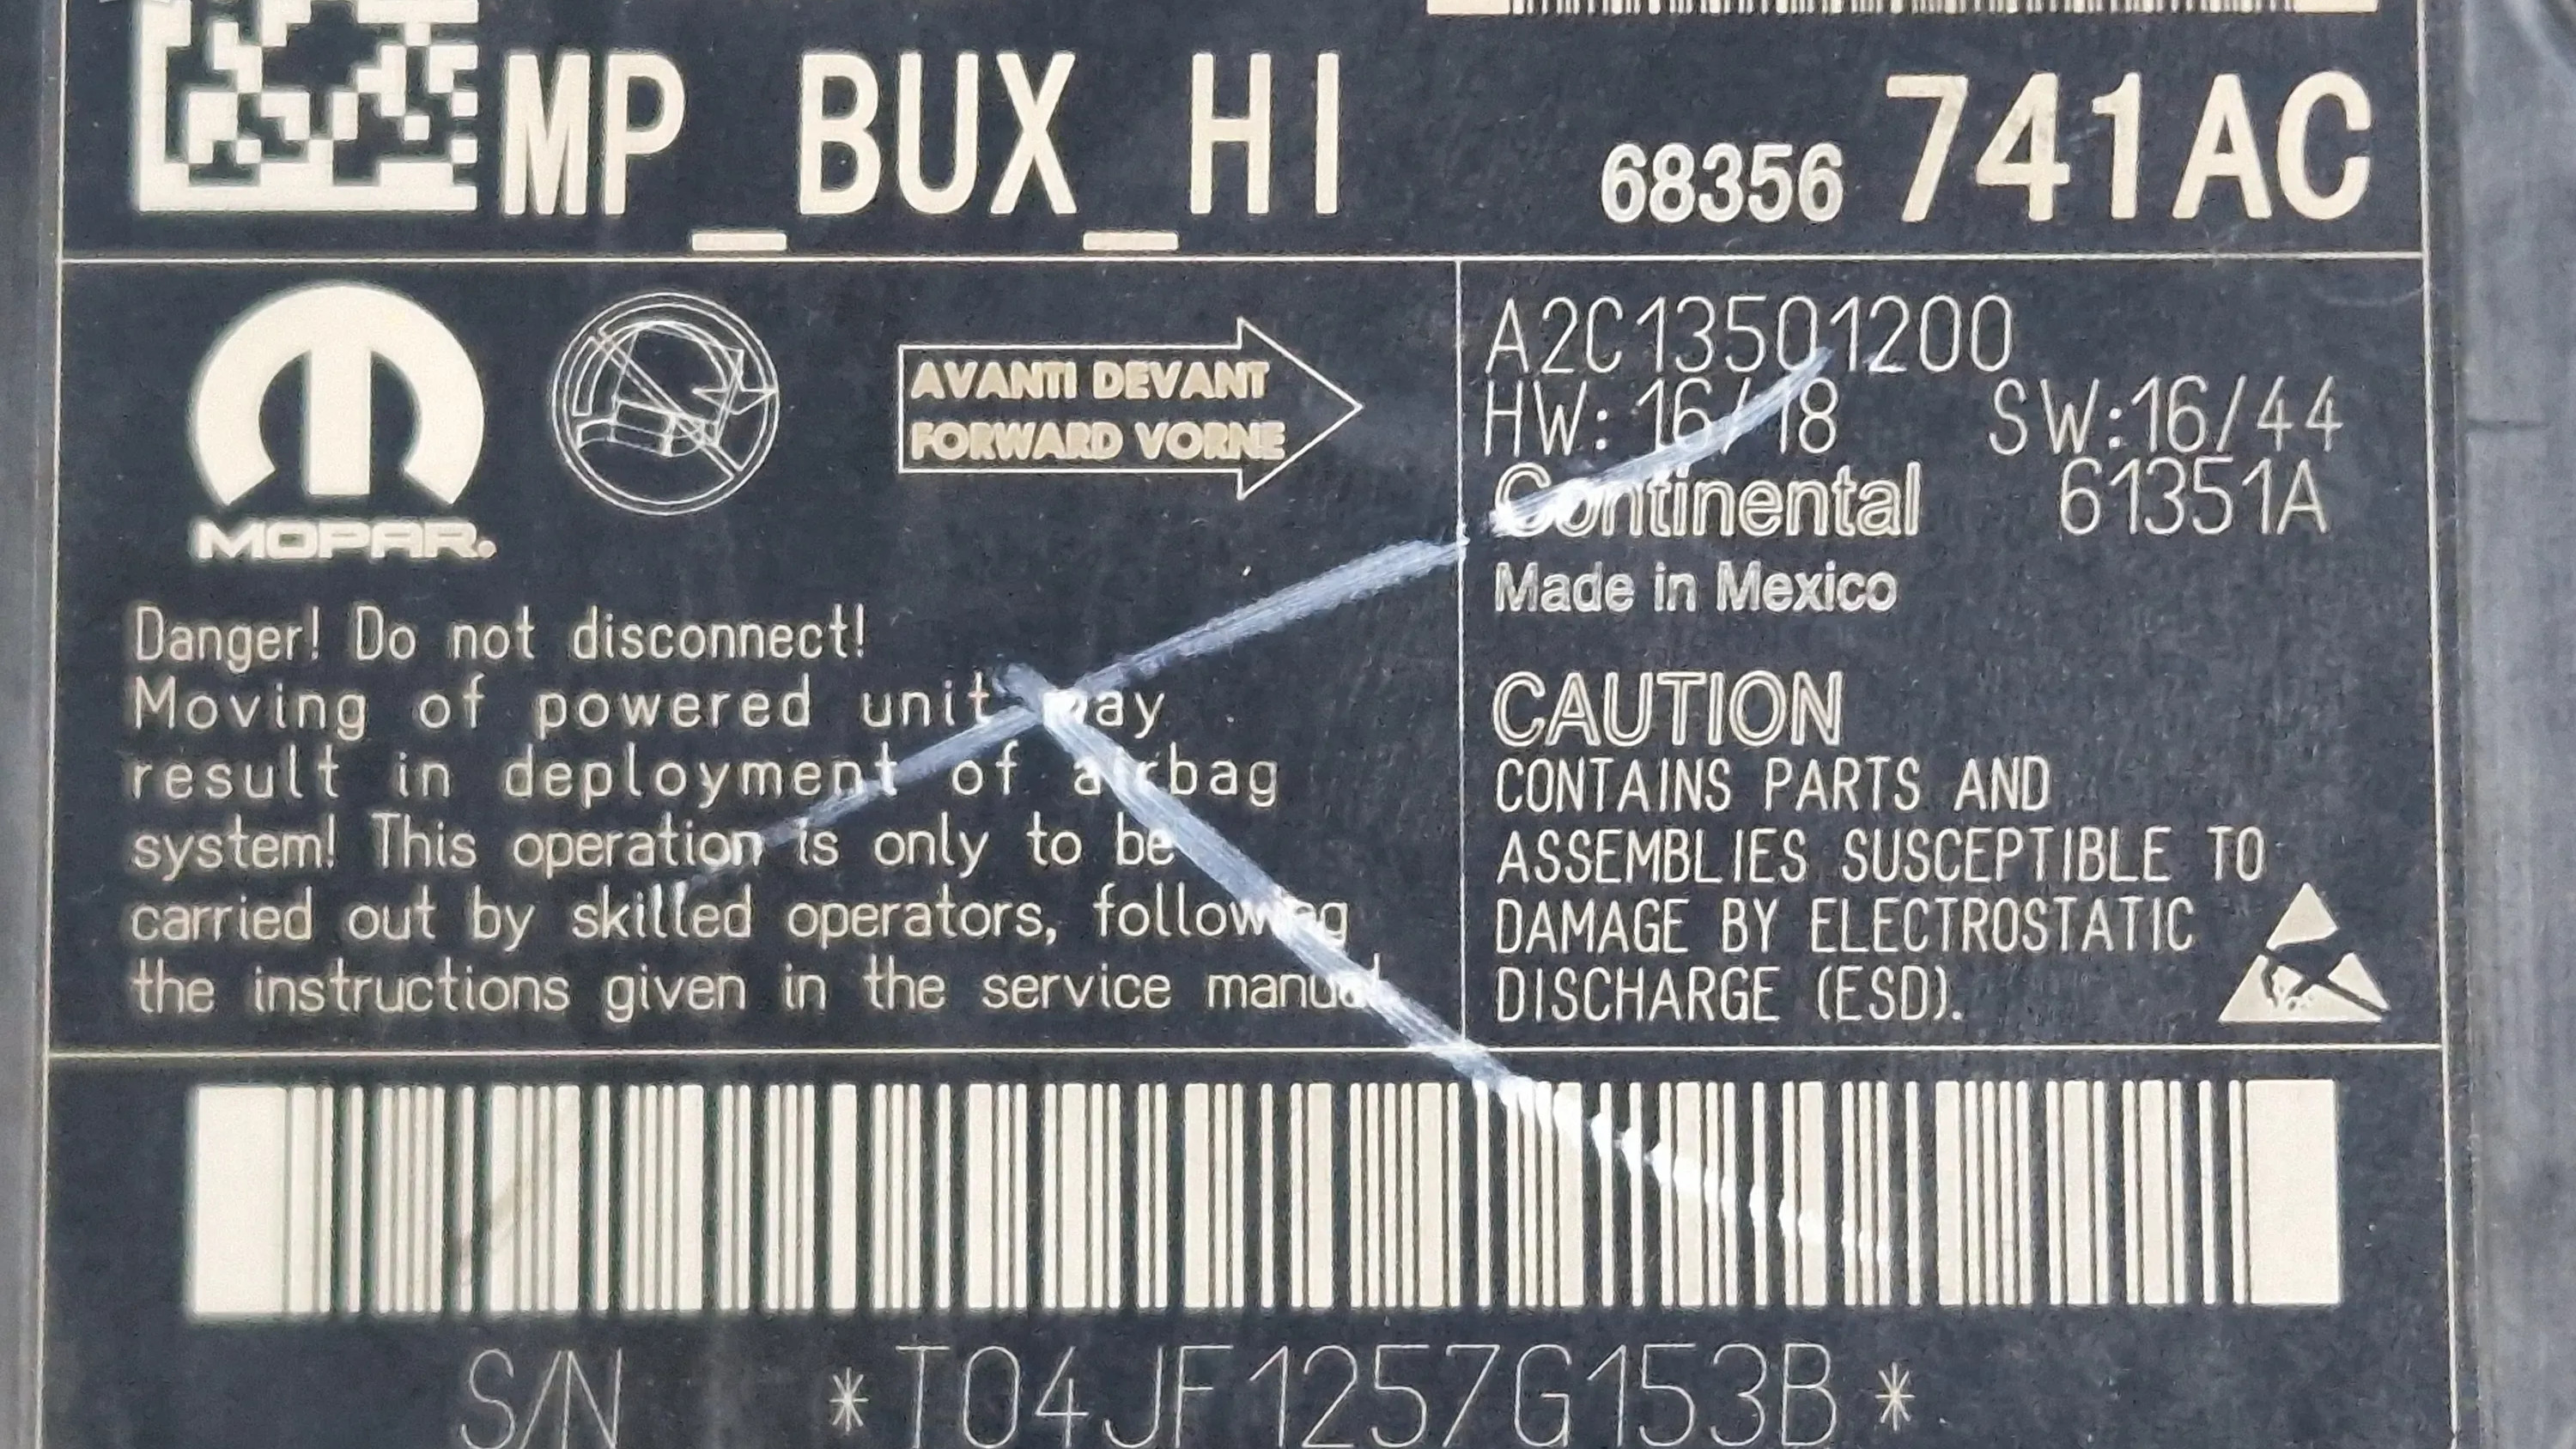 MP_BUX_HI
68356 741AC
MOPAR.
AVANTI DEVANT
FORWARD VORNE
Danger! Do not disconnect!
Moving of powered unit may
result in deployment of airbag
system! This operation is only to be
carried out by skilled operators, following
the instructions given in the service manual
A2C13501200
HW: 16/18 SW:16/44
Continental 61351A
Made in Mexico
CAUTION
CONTAINS PARTS AND
ASSEMBLIES SUSCEPTIBLE TO
DAMAGE BY ELECTROSTATIC
DISCHARGE (ESD).
S/N *T04JF1257G153B*